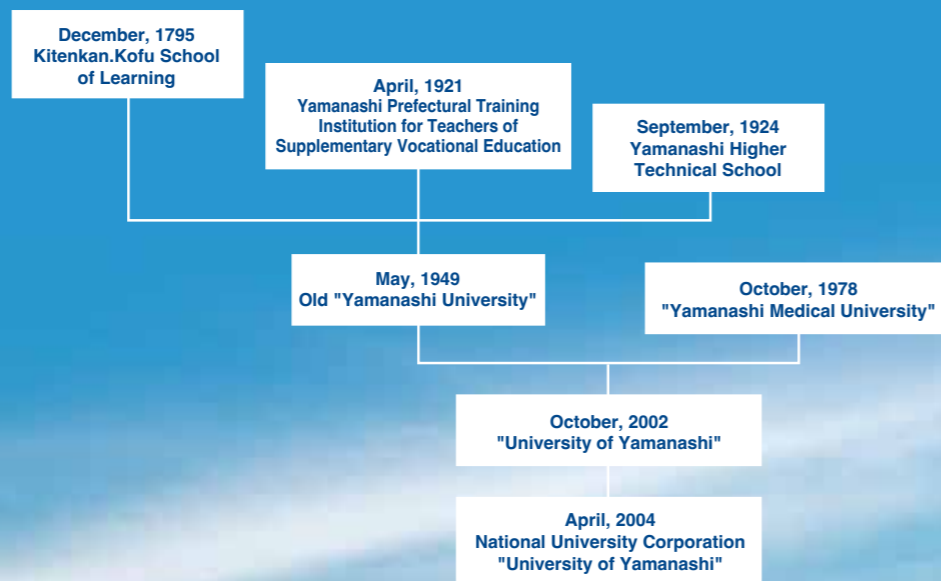 December, 1795
Kitenkan.Kofu School
of Learning
April, 1921
Yamanashi Prefectural Training
Institution for Teachers of
Supplementary Vocational Education
September, 1924
Yamanashi Higher
Technical School
May, 1949
Old "Yamanashi University"
October, 1978
"Yamanashi Medical University"
October, 2002
"University of Yamanashi"
April, 2004
National University Corporation
"University of Yamanashi"